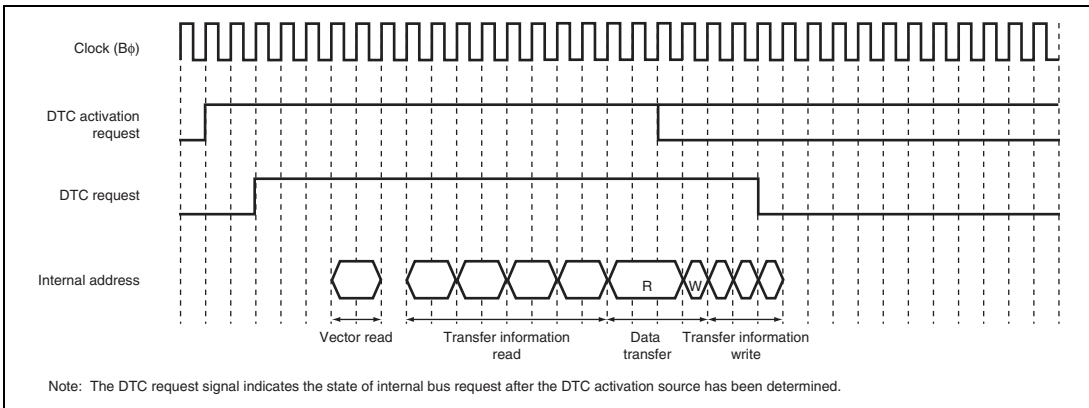 Clock (Bϕ)
DTC activation
request
DTC request
Internal address
R
W
Vector read
Transfer information
read
Data
transfer
Transfer information
write
Note: The DTC request signal indicates the state of internal bus request after the DTC activation source has been determined.